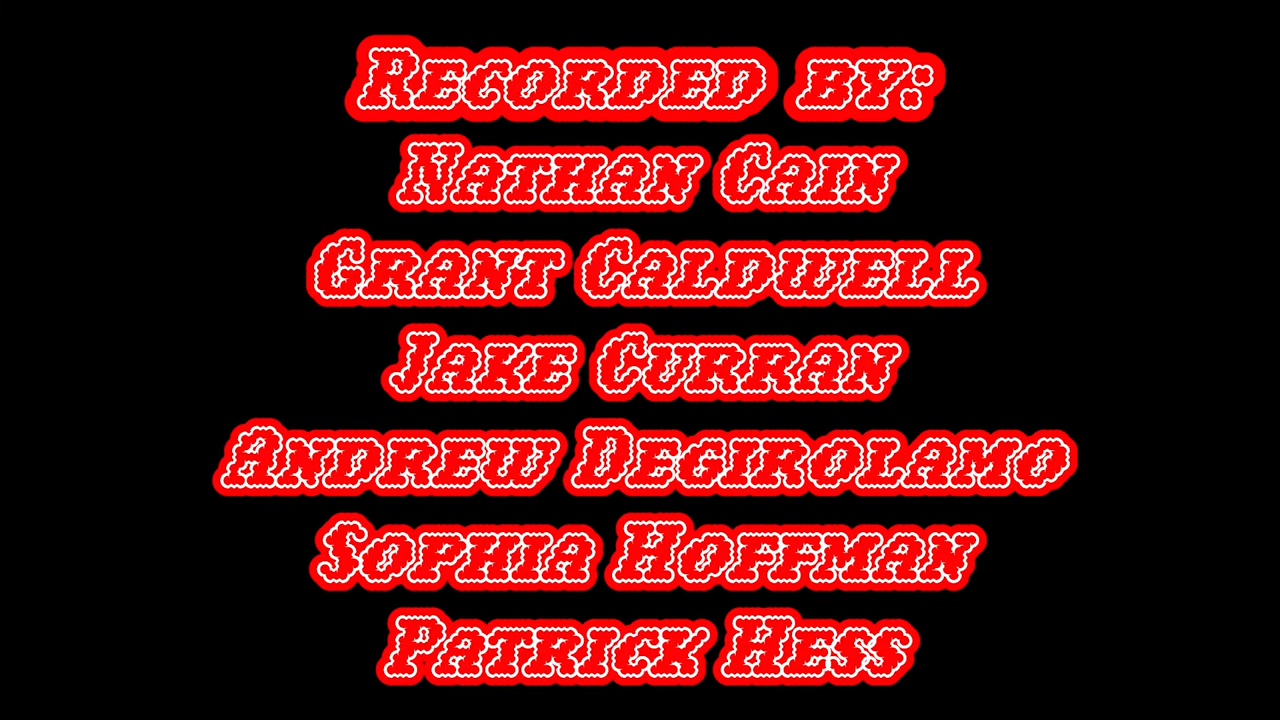 Recorded by:
Nathan Cain
Grant Caldwell
Jake Curran
Andrew Degirolamo
Sophia Hoffman
Patrick Hess